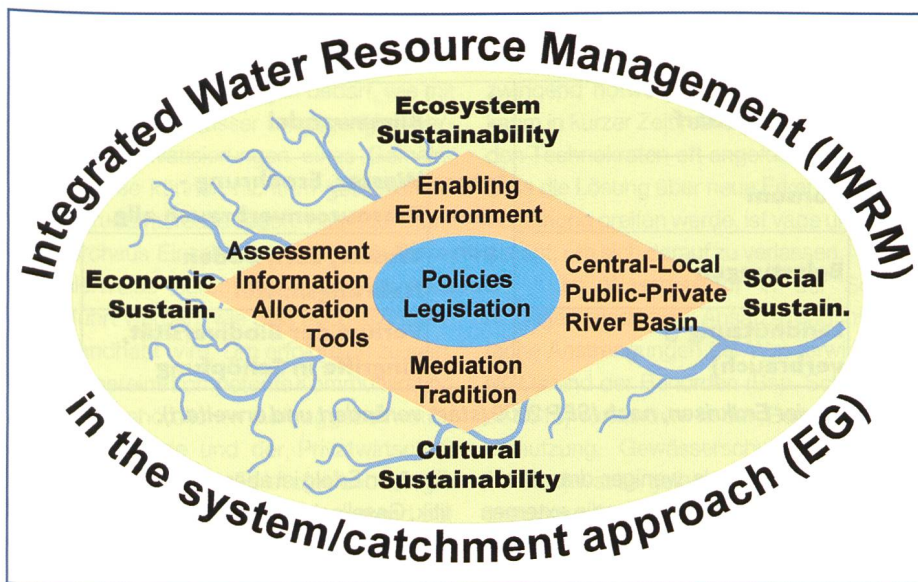 Integrated Water Resource Management (IWRM)
Ecosystem
Sustainability
Enabling
Environment
Assessment
Information
Allocation
Tools
Economic
Sustain.
Policies
Legislation
Central-Local
Public-Private
River Basin
Social
Sustain.
Mediation
Tradition
Cultural
Sustainability
in the system/catchment approach (EG)